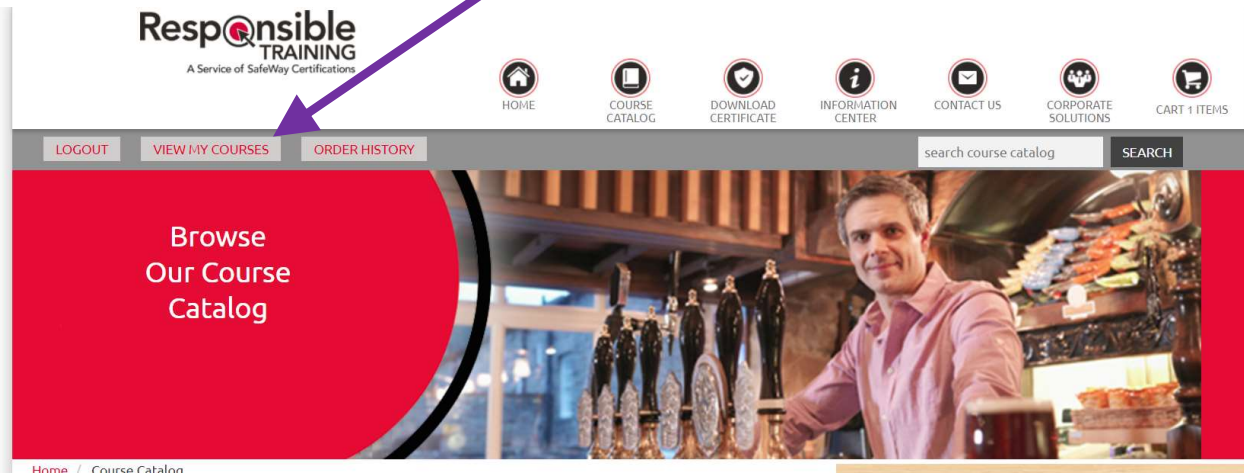 Responsible
TRAINING
A Service of SafeWay Certifications
HOME
COURSE
CATALOG
DOWNLOAD
CERTIFICATE
INFORMATION
CENTER
CONTACT US
CORPORATE
SOLUTIONS
CART 1 ITEMS
LOGOUT
VIEW MY COURSES
ORDER HISTORY
search course catalog
SEARCH
Browse
Our Course
Catalog
Home / Course Catalog